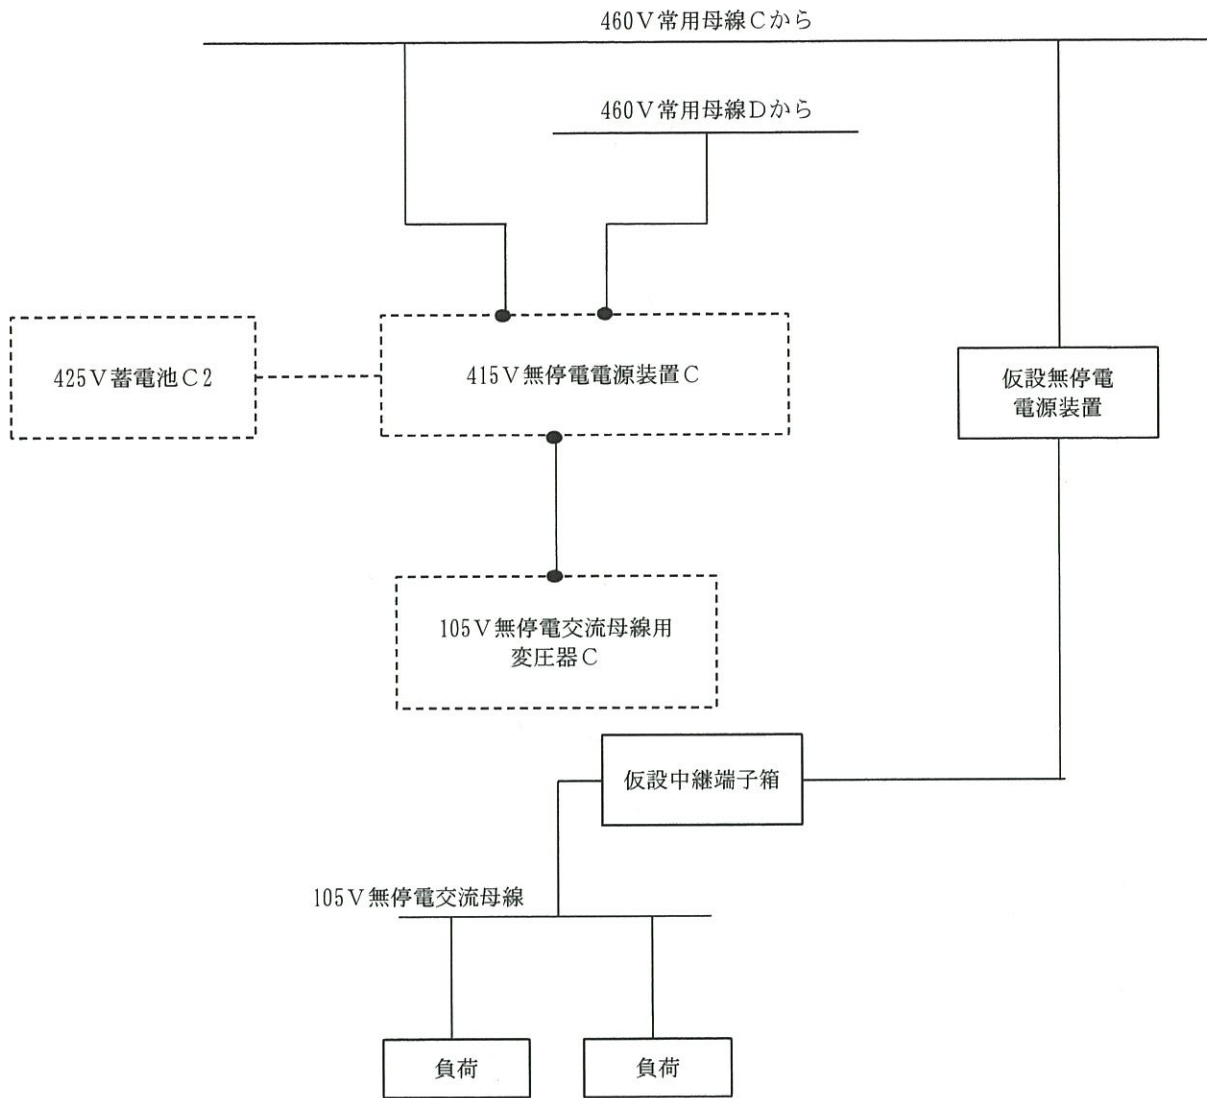 460V常用母線Cから
460V常用母線Dから
425V蓄電池C2
415V無停電電源装置C
仮設無停電
電源装置
105V無停電交流母線用
変圧器C
仮設中継端子箱
105V無停電交流母線
負荷
負荷